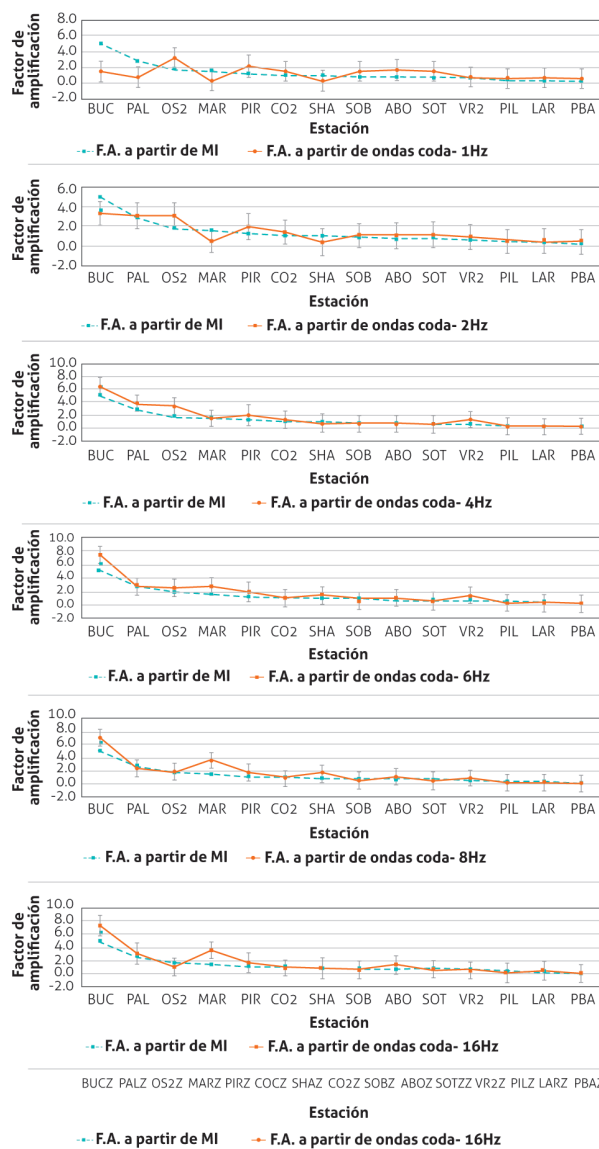 Factor de
amplificación
8.0
6.0
4.0
2.0
0.0
-2.0
BUC PAL OS2 MAR PIR CO2 SHA SOB ABO SOT VR2 PIL LAR PBA
Estación
F.A. a partir de MI F.A. a partir de ondas coda- 1Hz
Factor de
amplificación
6.0
4.0
2.0
0.0
-2.0
BUC PAL OS2 MAR PIR CO2 SHA SOB ABO SOT VR2 PIL LAR PBA
Estación
F.A. a partir de MI F.A. a partir de ondas coda- 2Hz
Factor de
amplificación
10.0
8.0
6.0
4.0
2.0
0.0
-2.0
BUC PAL OS2 MAR PIR CO2 SHA SOB ABO SOT VR2 PIL LAR PBA
Estación
F.A. a partir de MI F.A. a partir de ondas coda- 4Hz
Factor de
amplificación
10.0
8.0
6.0
4.0
2.0
0.0
-2.0
BUC PAL OS2 MAR PIR CO2 SHA SOB ABO SOT VR2 PIL LAR PBA
Estación
F.A. a partir de MI F.A. a partir de ondas coda- 6Hz
Factor de
amplificación
10.0
8.0
6.0
4.0
2.0
0.0
-2.0
BUC PAL OS2 MAR PIR CO2 SHA SOB ABO SOT VR2 PIL LAR PBA
Estación
F.A. a partir de MI F.A. a partir de ondas coda- 8Hz
Factor de
amplificación
10.0
8.0
6.0
4.0
2.0
0.0
-2.0
BUC PAL OS2 MAR PIR CO2 SHA SOB ABO SOT VR2 PIL LAR PBA
Estación
F.A. a partir de MI F.A. a partir de ondas coda- 16Hz
BUCZ PALZ OS2Z MARZ PIRZ COCZ SHAZ CO2Z SOBZ ABOZ SOTZZ VR2Z PILZ LARZ PBAZ
Estación
F.A. a partir de MI F.A. a partir de ondas coda- 16Hz